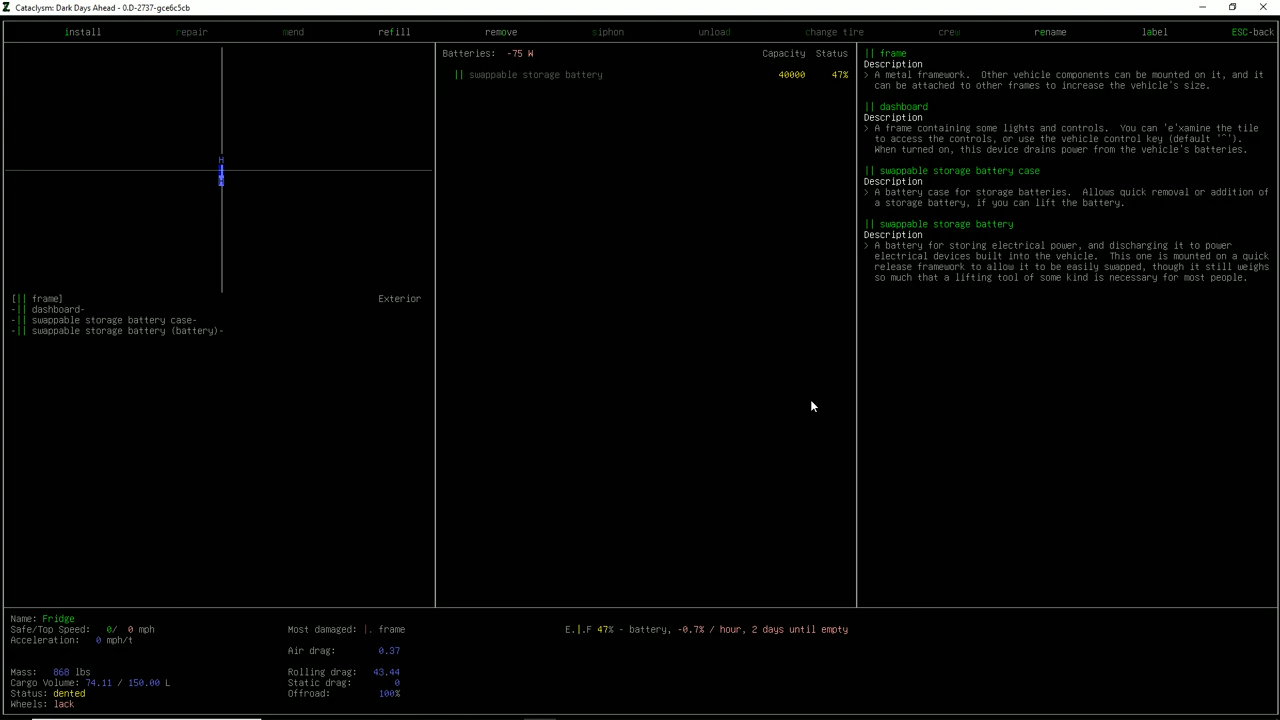 Cataclysm: Dark Days Ahead - 0.D-2737-gce6c5cb
install repair mend refill remove siphon unload change tire crew rename label ESC-back
H
Batteries: -75 W Capacity Status
|| swappable storage battery 40000 47%
|| frame
Description
> A metal framework. Other vehicle components can be mounted on it, and it
can be attached to other frames to increase the vehicle's size.
|| dashboard
Description
> A frame containing some lights and controls. You can 'e'xamine the tile
to access the controls, or use the vehicle control key (default '^').
When turned on, this device drains power from the vehicle's batteries.
|| swappable storage battery case
Description
> A battery case for storage batteries. Allows quick removal or addition of
a storage battery, if you can lift the battery.
|| swappable storage battery
Description
> A battery for storing electrical power, and discharging it to power
electrical devices built into the vehicle. This one is mounted on a quick
release framework to allow it to be easily swapped, though it still weighs
so much that a lifting tool of some kind is necessary for most people.
[|| frame] Exterior
-|| dashboard-
-|| swappable storage battery case-
-|| swappable storage battery (battery)-
Name: Fridge
Safe/Top Speed: 0/ 0 mph
Acceleration: 0 mph/t
Mass: 868 lbs
Cargo Volume: 74.11 / 150.00 L
Status: dented
Wheels: lack
Most damaged: |. frame
Air drag: 0.37
Rolling drag: 43.44
Static drag: 0
Offroad: 100%
E.|.F 47% - battery, -0.7% / hour, 2 days until empty